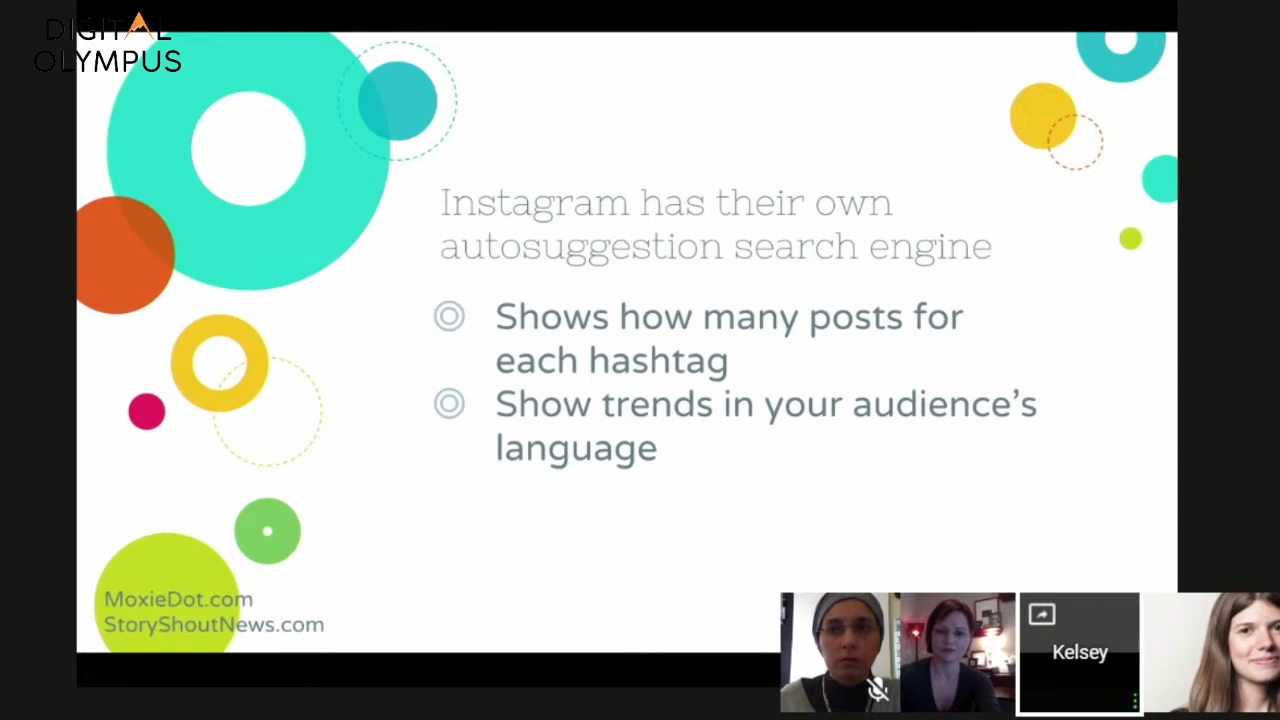 DIGITAL
OLYMPUS
Instagram has their own
autosuggestion search engine
Shows how many posts for
each hashtag
Show trends in your audience’s
language
MoxieDot.com
StoryShoutNews.com
Kelsey